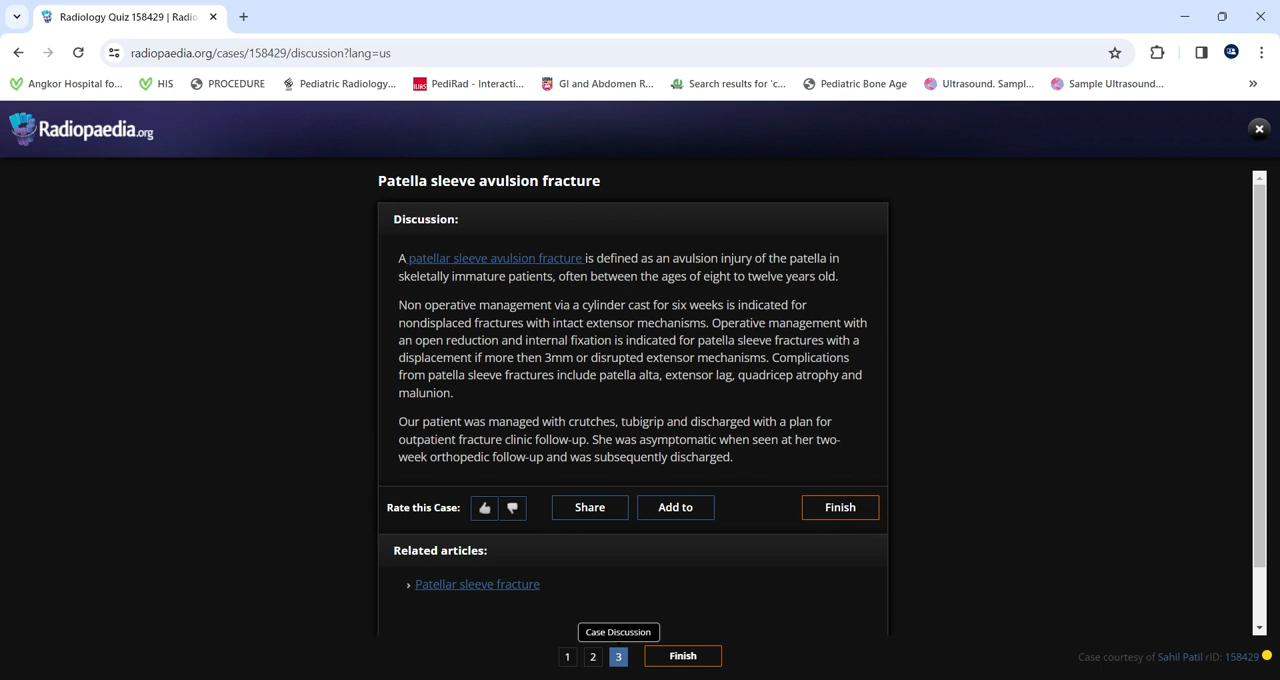 Radiology Quiz 158429 | Radio
radiopaedia.org/cases/158429/discussion?lang=us
Angkor Hospital fo... HIS PROCEDURE Pediatric Radiology... PediRad - Interacti... GI and Abdomen R... Search results for 'c... Pediatric Bone Age Ultrasound. Sampl... Sample Ultrasound... »
Radiopaedia.org
Patella sleeve avulsion fracture
Discussion:
A patellar sleeve avulsion fracture is defined as an avulsion injury of the patella in
skeletally immature patients, often between the ages of eight to twelve years old.
Non operative management via a cylinder cast for six weeks is indicated for
nondisplaced fractures with intact extensor mechanisms. Operative management with
an open reduction and internal fixation is indicated for patella sleeve fractures with a
displacement if more then 3mm or disrupted extensor mechanisms. Complications
from patella sleeve fractures include patella alta, extensor lag, quadricep atrophy and
malunion.
Our patient was managed with crutches, tubigrip and discharged with a plan for
outpatient fracture clinic follow-up. She was asymptomatic when seen at her two-
week orthopedic follow-up and was subsequently discharged.
Rate this Case: Share Add to Finish
Related articles:
› Patellar sleeve fracture
Case Discussion
1 2 3 Finish
Case courtesy of Sahil Patil rID: 158429